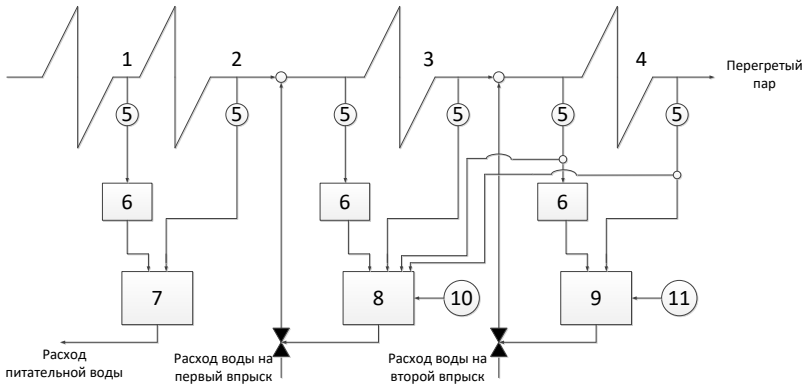 1
2
3
4
Перегретый
пар
5
5
5
5
5
5
6
6
6
7
8
10
9
11
Расход
питательной воды
Расход воды на
первый впрыск
Расход воды на
второй впрыск